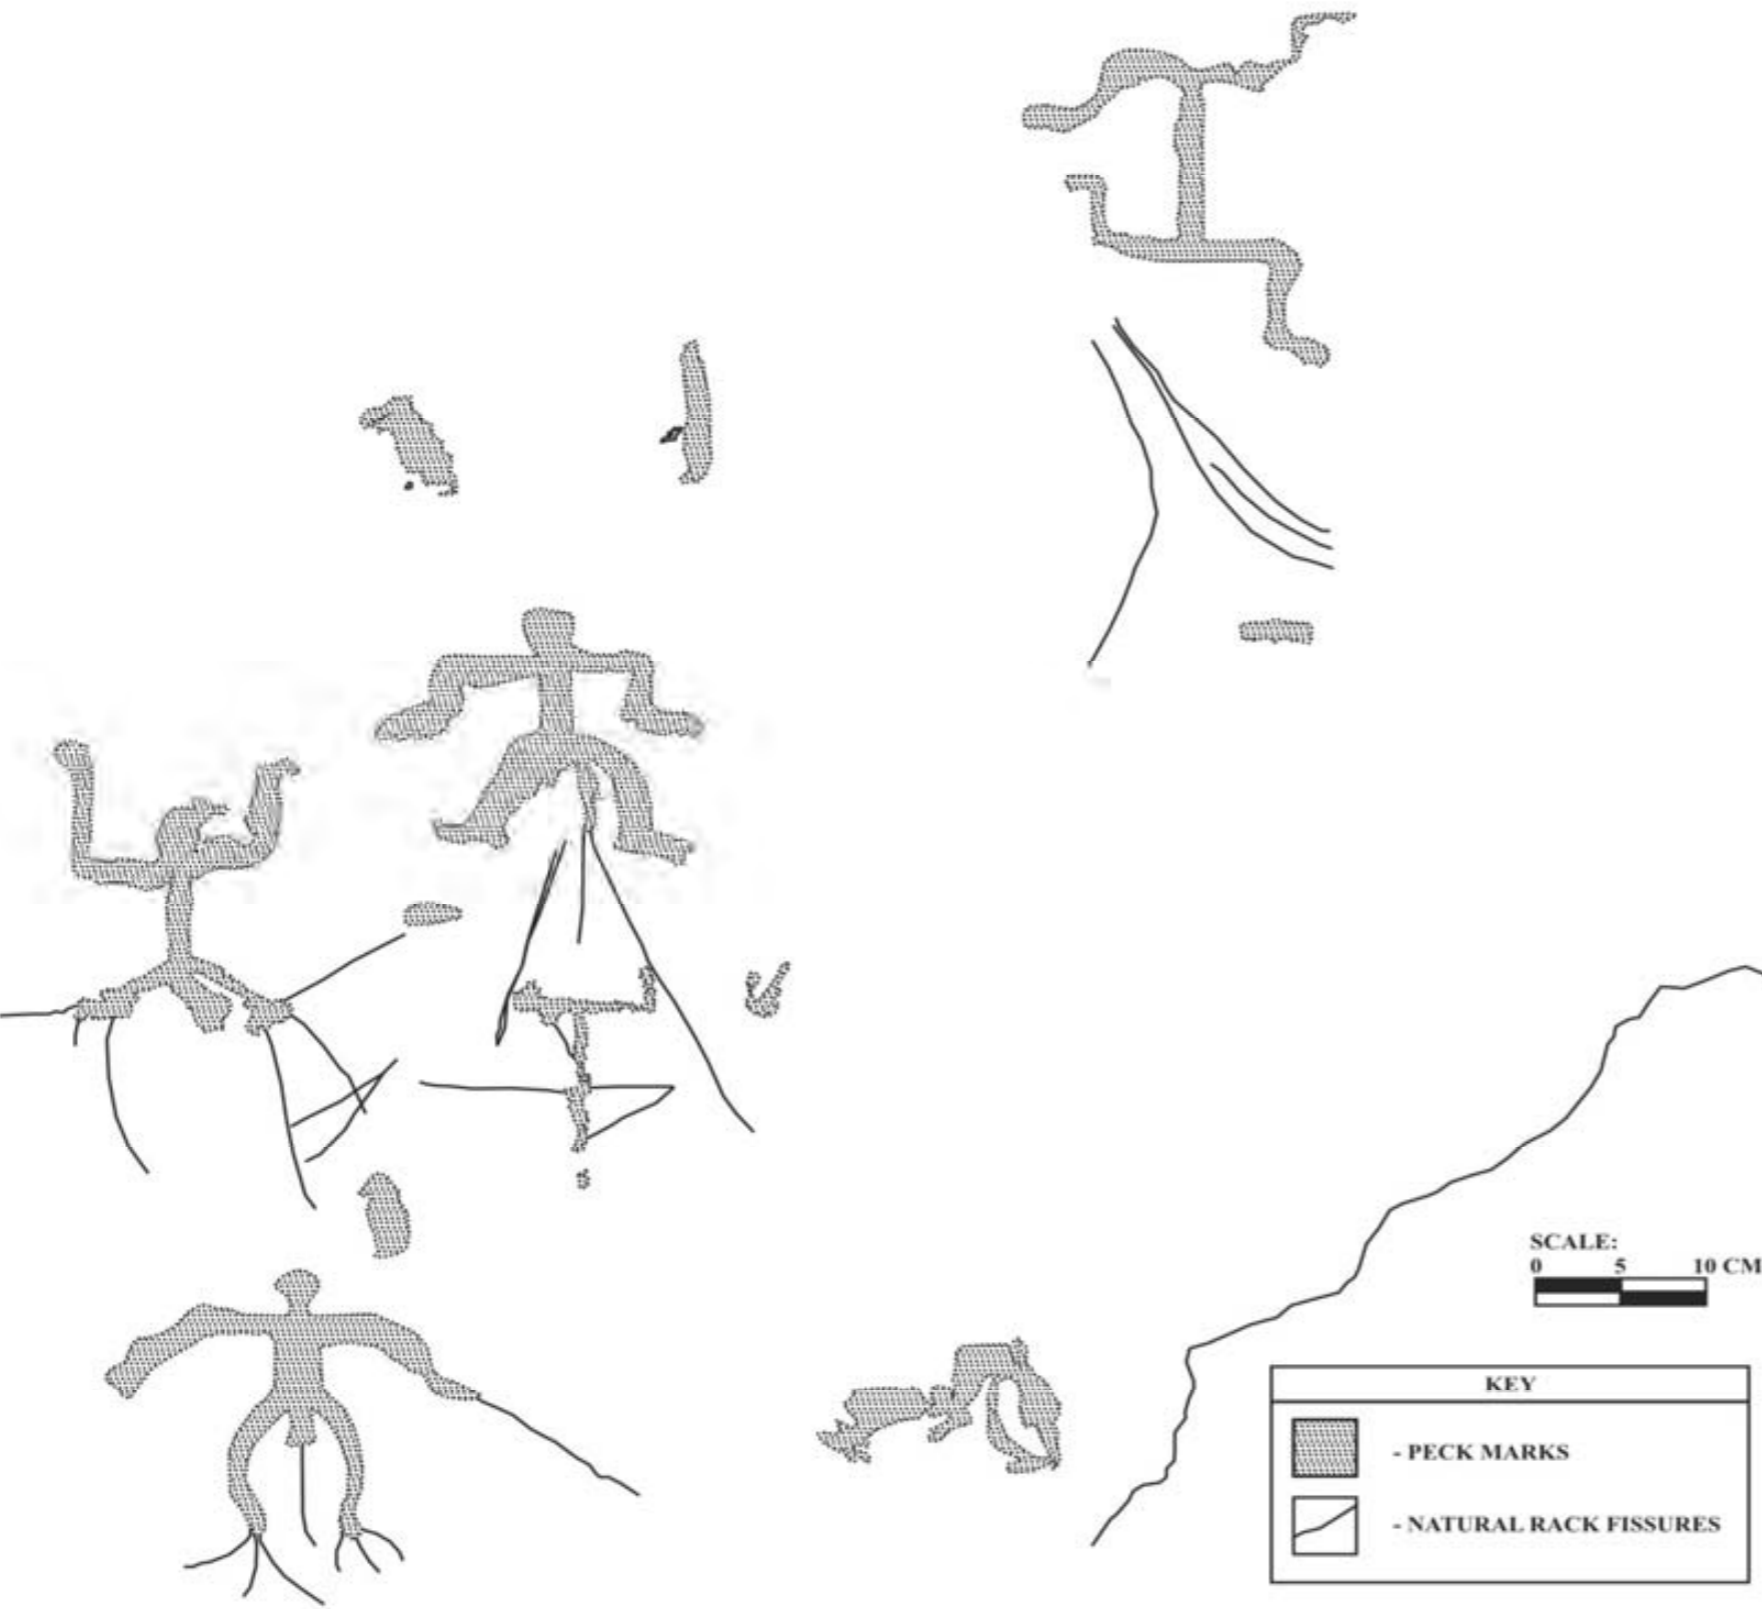 SCALE:
0 5 10 CM
KEY
- PECK MARKS
- NATURAL RACK FISSURES